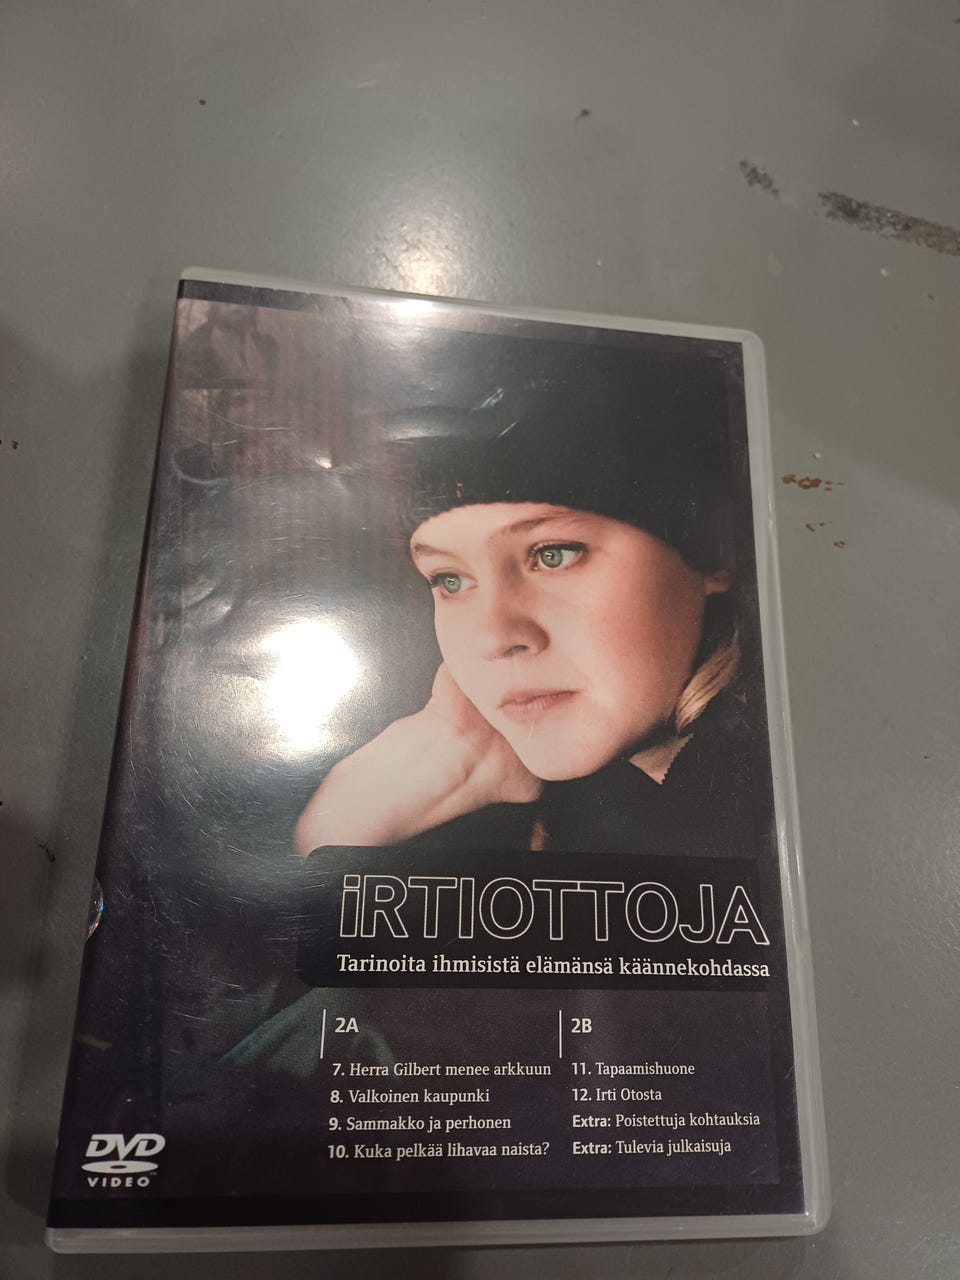 iRTIOTTOJA
Tarinoita ihmisistä elämänsä käännekohdassa
2A
7. Herra Gilbert menee arkkuun
8. Valkoinen kaupunki
9. Sammakko ja perhonen
10. Kuka pelkää lihavaa naista?
2B
11. Tapaamishuone
12. Irti Otosta
Extra: Poistettuja kohtauksia
Extra: Tulevia julkaisuja
DVD
VIDEO